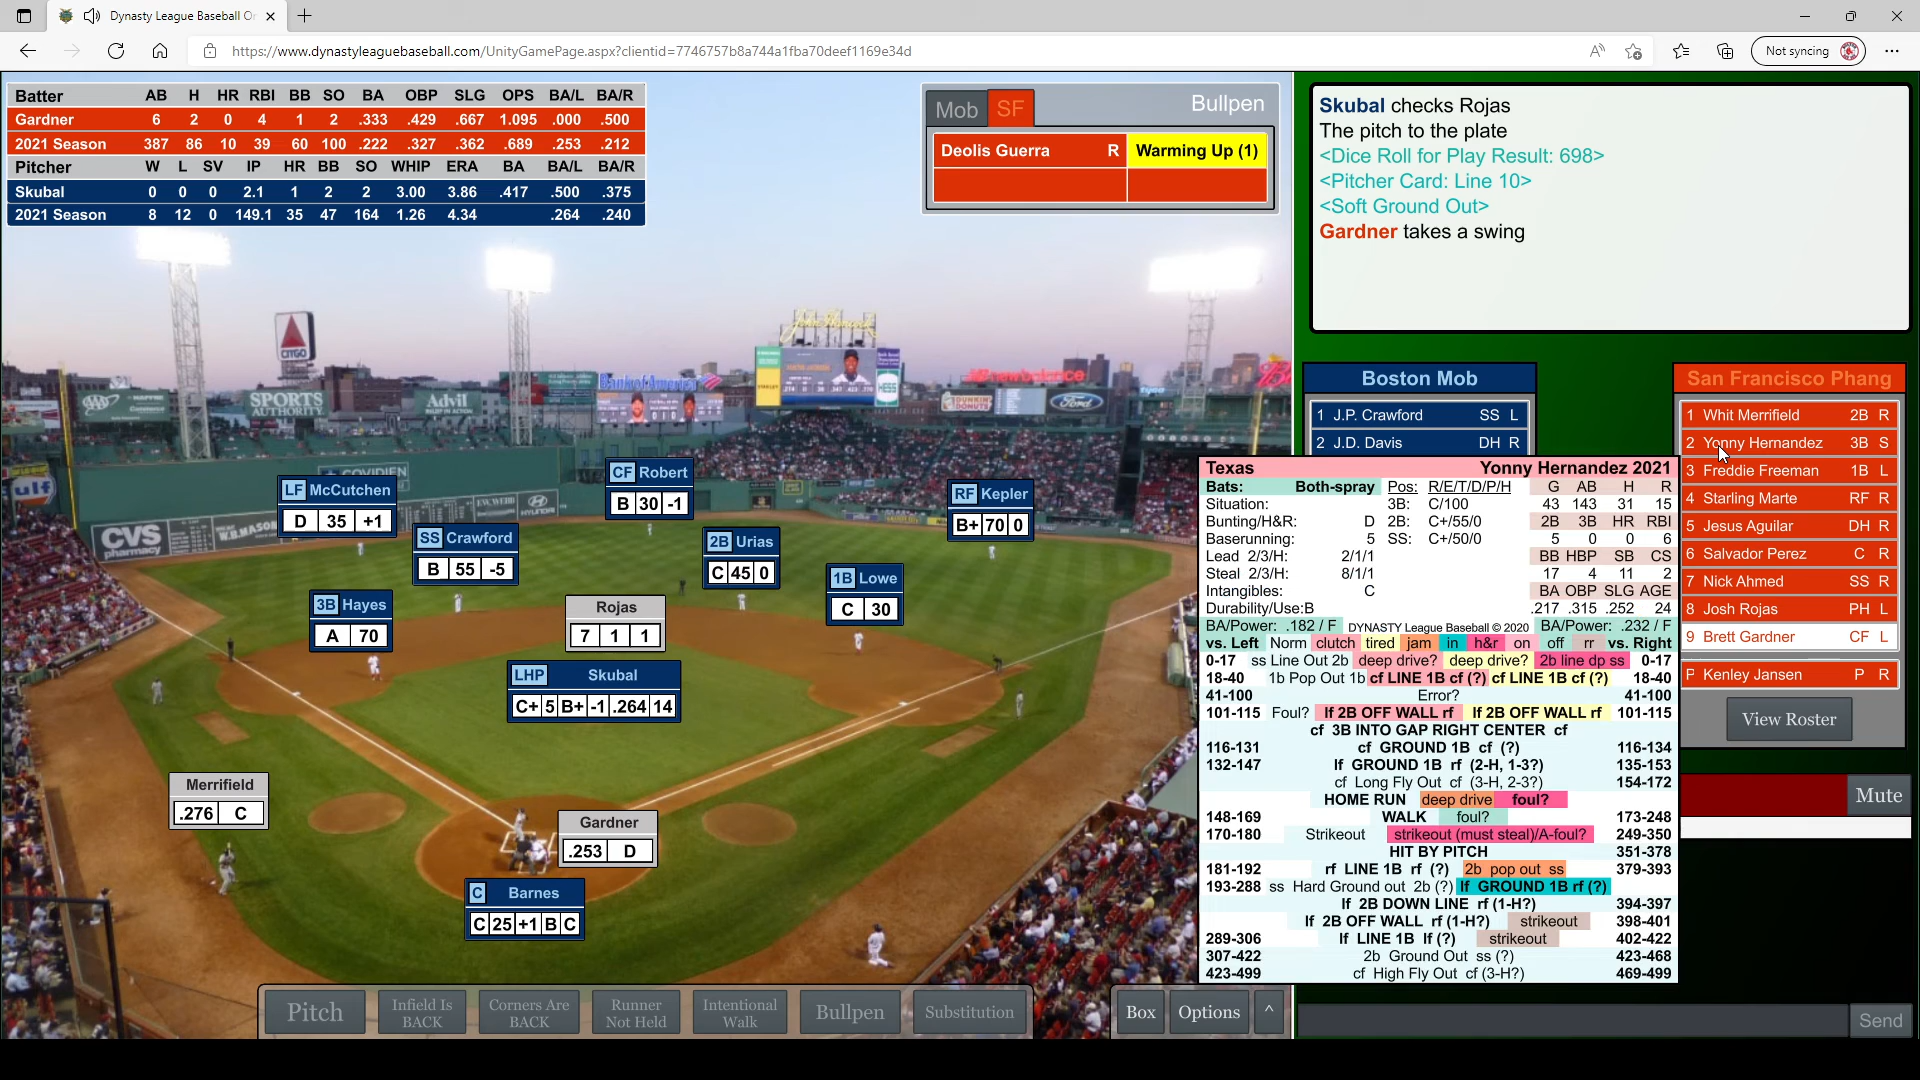 Dynasty League Baseball On
https://www.dynastyleaguebaseball.com/UnityGamePage.aspx?clientid=7746757b8a744a1fba70deef1169e34d
Not syncing
Batter AB H HR RBI BB SO BA OBP SLG OPS BA/L BA/R
Gardner 6 2 0 4 1 2 .333 .429 .667 1.095 .000 .500
2021 Season 387 86 10 39 60 100 .222 .327 .362 .689 .253 .212
Pitcher W L SV IP HR BB SO WHIP ERA BA BA/L BA/R
Skubal 0 0 0 2.1 1 2 2 3.00 3.86 .417 .500 .375
2021 Season 8 12 0 149.1 35 47 164 1.26 4.34 .264 .240
Mob SF Bullpen
Deolis Guerra R Warming Up (1)
Skubal checks Rojas
The pitch to the plate
<Dice Roll for Play Result: 698>
<Pitcher Card: Line 10>
<Soft Ground Out>
Gardner takes a swing
Boston Mob
1 J.P. Crawford SS L
2 J.D. Davis DH R
San Francisco Phang
1 Whit Merrifield 2B R
2 Yonny Hernandez 3B S
3 Freddie Freeman 1B L
4 Starling Marte RF R
5 Jesus Aguilar DH R
6 Salvador Perez C R
7 Nick Ahmed SS R
8 Josh Rojas PH L
9 Brett Gardner CF L
P Kenley Jansen P R
View Roster
Mute
Send
CITGO
John Hancock
Bank of America
new balance
AAA
SPORTS AUTHORITY
Advil
DUNKIN' DONUTS
Ford
COVIDIEN
Gulf
CVS pharmacy
W.B. MASON
LF McCutchen
D 35 +1
CF Robert
B 30 -1
RF Kepler
B+ 70 0
SS Crawford
B 55 -5
2B Urias
C 45 0
1B Lowe
C 30
3B Hayes
A 70
Rojas
7 1 1
LHP Skubal
C+ 5 B+ -1 .264 14
Merrifield
.276 C
Gardner
.253 D
C Barnes
C 25 +1 B C
Texas Yonny Hernandez 2021
Bats: Both-spray Pos: R/E/T/D/P/H G AB H R
Situation: 3B: C/100 43 143 31 15
Bunting/H&R: D 2B: C+/55/0 2B 3B HR RBI
Baserunning: 5 SS: C+/50/0 5 0 0 6
Lead 2/3/H: 2/1/1 BB HBP SB CS
Steal 2/3/H: 8/1/1 17 4 11 2
Intangibles: C BA OBP SLG AGE
Durability/Use:B .217 .315 .252 24
BA/Power: .182 / F DYNASTY League Baseball © 2020 BA/Power: .232 / F
vs. Left Norm clutch tired jam in h&r on off rr vs. Right
0-17 ss Line Out 2b deep drive? deep drive? 2b line dp ss 0-17
18-40 1b Pop Out 1b cf LINE 1B cf (?) cf LINE 1B cf (?) 18-40
41-100 Error? 41-100
101-115 Foul? lf 2B OFF WALL rf lf 2B OFF WALL rf 101-115
cf 3B INTO GAP RIGHT CENTER cf
116-131 cf GROUND 1B cf (?) 116-134
132-147 lf GROUND 1B rf (2-H, 1-3?) 135-153
cf Long Fly Out cf (3-H, 2-3?) 154-172
HOME RUN deep drive foul?
148-169 WALK foul? 173-248
170-180 Strikeout strikeout (must steal)/A-foul? 249-350
HIT BY PITCH 351-378
181-192 rf LINE 1B rf (?) 2b pop out ss 379-393
193-288 ss Hard Ground out 2b (?) lf GROUND 1B rf (?)
lf 2B DOWN LINE rf (1-H?) 394-397
lf 2B OFF WALL rf (1-H?) strikeout 398-401
289-306 lf LINE 1B lf (?) strikeout 402-422
307-422 2b Ground Out ss (?) 423-468
423-499 cf High Fly Out cf (3-H?) 469-499
Pitch
Infield Is BACK
Corners Are BACK
Runner Not Held
Intentional Walk
Bullpen
Substitution
Box
Options
^